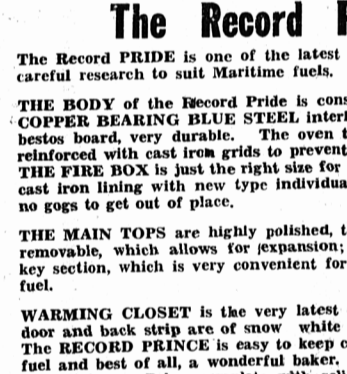 The Record
The Record PRIDE is one of the latest
careful research to suit Maritime fuels.
THE BODY of the Record Pride is cons
COPPER BEARING BLUE STEEL interl
bestos board, very durable. The oven t
reinforced with cast iron grids to prevent
THE FIRE BOX is just the right size for
cast iron lining with new type individua
no gogs to get out of place.
THE MAIN TOPS are highly polished, t
removable, which allows for expansion;
key section, which is very convenient for
fuel.
WARMING CLOSET is the very latest
door and back strip are of snow white
The RECORD PRINCE is easy to keep c
fuel and best of all, a wonderful baker.